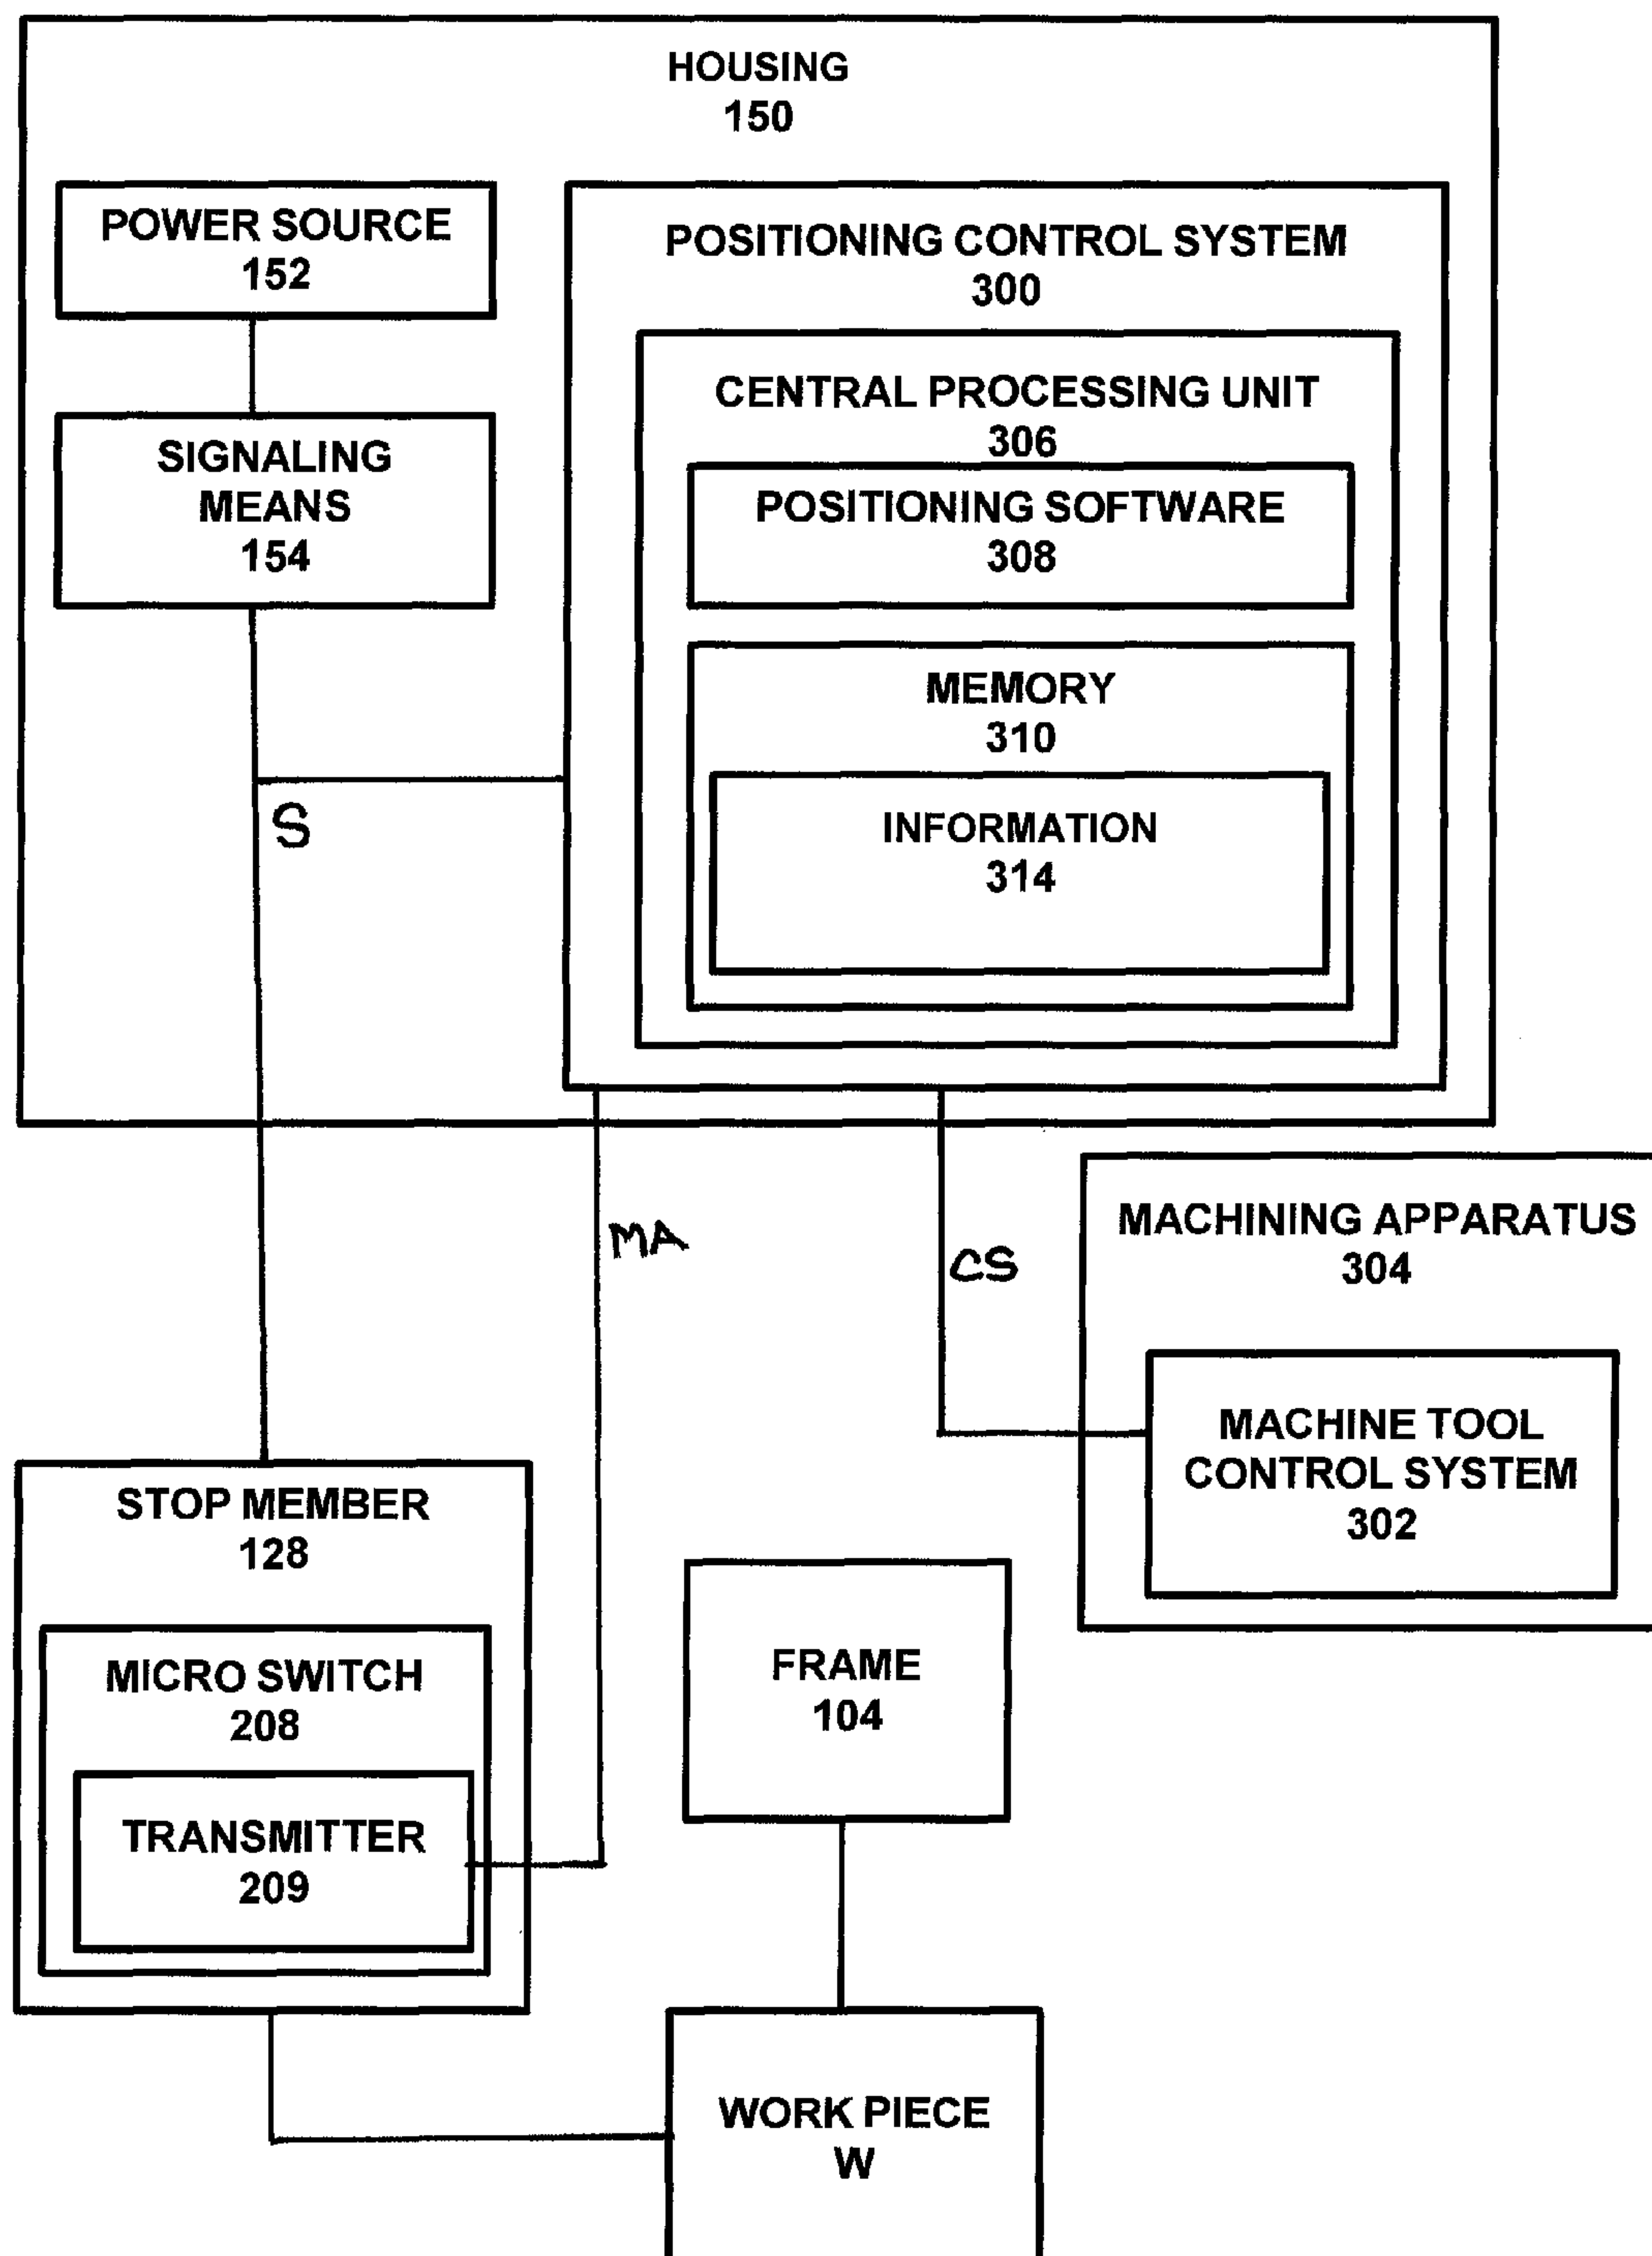 HOUSING
150
POWER SOURCE
152
SIGNALING
MEANS
154
POSITIONING CONTROL SYSTEM
300
CENTRAL PROCESSING UNIT
306
POSITIONING SOFTWARE
308
MEMORY
310
INFORMATION
314
S
MA
CS
MACHINING APPARATUS
304
MACHINE TOOL
CONTROL SYSTEM
302
STOP MEMBER
128
MICRO SWITCH
208
TRANSMITTER
209
FRAME
104
WORK PIECE
W